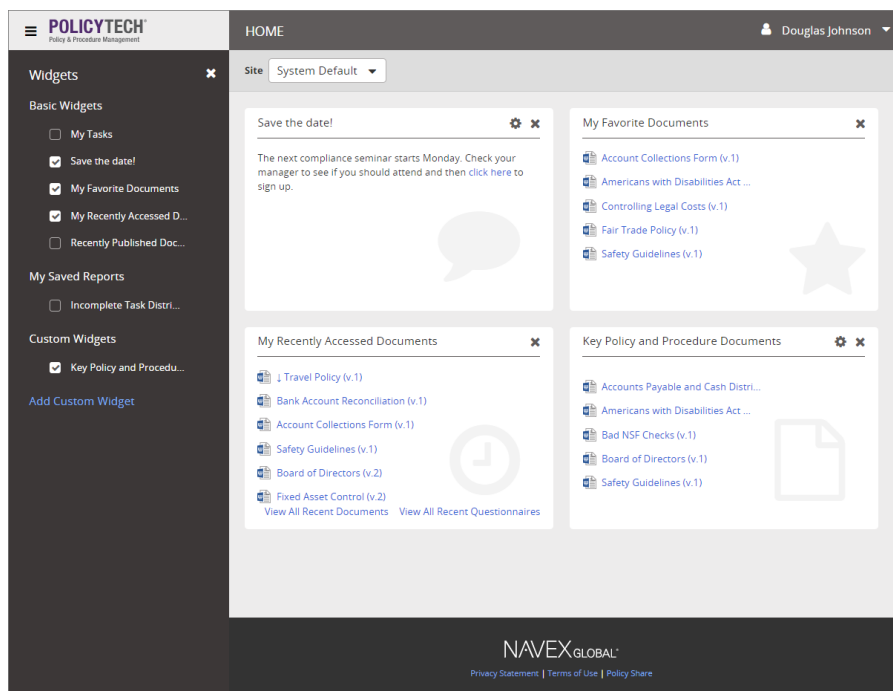 POLICYTECH®
Policy & Procedure Management
HOME
Douglas Johnson
Widgets
Basic Widgets
My Tasks
Save the date!
My Favorite Documents
My Recently Accessed D...
Recently Published Doc...
My Saved Reports
Incomplete Task Distri...
Custom Widgets
Key Policy and Procedu...
Add Custom Widget
Site System Default
Save the date!
The next compliance seminar starts Monday. Check your
manager to see if you should attend and then click here to
sign up.
My Favorite Documents
Account Collections Form (v.1)
Americans with Disabilities Act ...
Controlling Legal Costs (v.1)
Fair Trade Policy (v.1)
Safety Guidelines (v.1)
My Recently Accessed Documents
↓ Travel Policy (v.1)
Bank Account Reconciliation (v.1)
Account Collections Form (v.1)
Safety Guidelines (v.1)
Board of Directors (v.2)
Fixed Asset Control (v.2)
View All Recent Documents View All Recent Questionnaires
Key Policy and Procedure Documents
Accounts Payable and Cash Distri...
Americans with Disabilities Act ...
Bad NSF Checks (v.1)
Board of Directors (v.1)
Safety Guidelines (v.1)
NAVEX GLOBAL®
Privacy Statement | Terms of Use | Policy Share